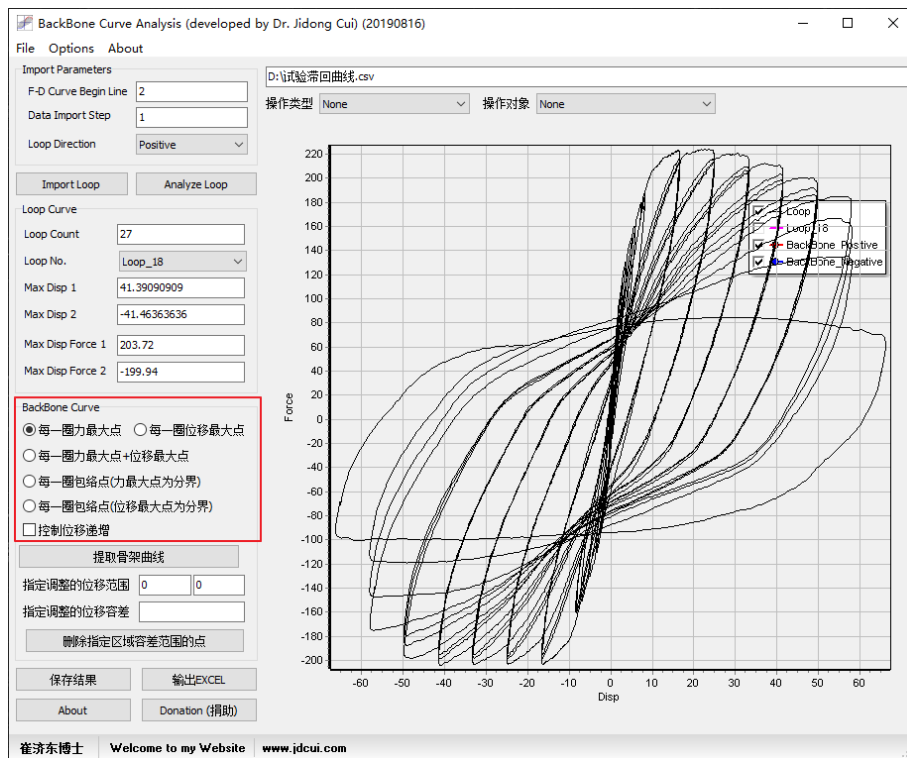 BackBone Curve Analysis (developed by Dr. Jidong Cui) (20190816)
File Options About
Import Parameters
F-D Curve Begin Line 2
Data Import Step 1
Loop Direction Positive
Import Loop Analyze Loop
Loop Curve
Loop Count 27
Loop No. Loop_18
Max Disp 1 41.39090909
Max Disp 2 -41.46363636
Max Disp Force 1 203.72
Max Disp Force 2 -199.94
BackBone Curve
每一圈力最大点 每一圈位移最大点
每一圈力最大点+位移最大点
每一圈包络点(力最大点为分界)
每一圈包络点(位移最大点为分界)
控制位移递增
提取骨架曲线
指定调整的位移范围 0 0
指定调整的位移容差
删除指定区域容差范围的点
保存结果 输出EXCEL
About Donation (捐助)
D:\试验滞回曲线.csv
操作类型 None 操作对象 None
220
200
180
160
140
120
100
80
60
40
20
0
-20
-40
-60
-80
-100
-120
-140
-160
-180
-200
Force
-60 -50 -40 -30 -20 -10 0 10 20 30 40 50 60
Disp
Loop
Loop_18
BackBone_Positive
BackBone_Negative
崔济东博士 Welcome to my Website www.jdcui.com